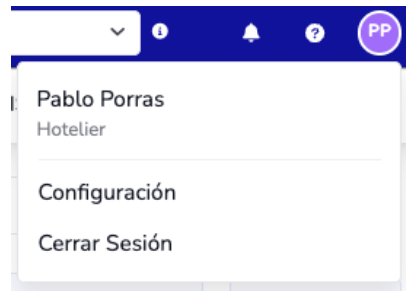 PP
Pablo Porras
Hotelier
Configuración
Cerrar Sesión